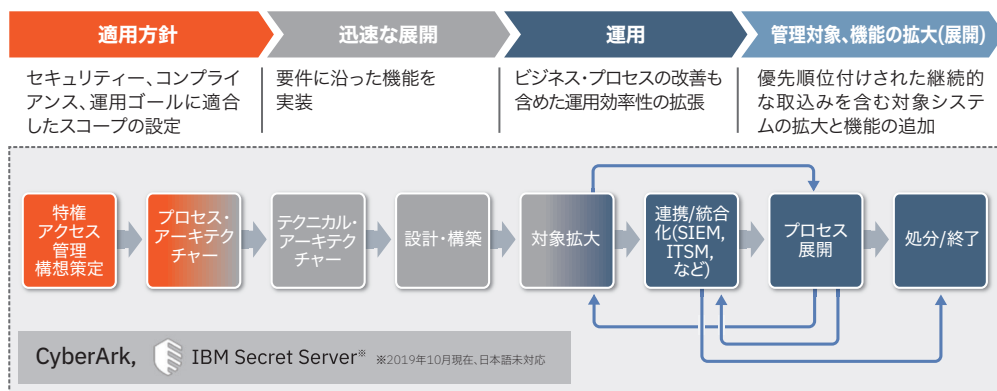 適用方針
迅速な展開
運用
管理対象、機能の拡大(展開)
セキュリティー、コンプライ
アンス、運用ゴールに適合
したスコープの設定
要件に沿った機能を
実装
ビジネス・プロセスの改善も
含めた運用効率性の拡張
優先順位付けされた継続的
な取込みを含む対象システ
ムの拡大と機能の追加
特権
アクセス
管理
構想策定
プロセス・
アーキテク
チャー
テクニカル・
アーキテク
チャー
設計・構築
対象拡大
連携/統合
化(SIEM,
ITSM,
など)
プロセス
展開
処分/終了
CyberArk, IBM Secret Server※ ※2019年10月現在、日本語未対応